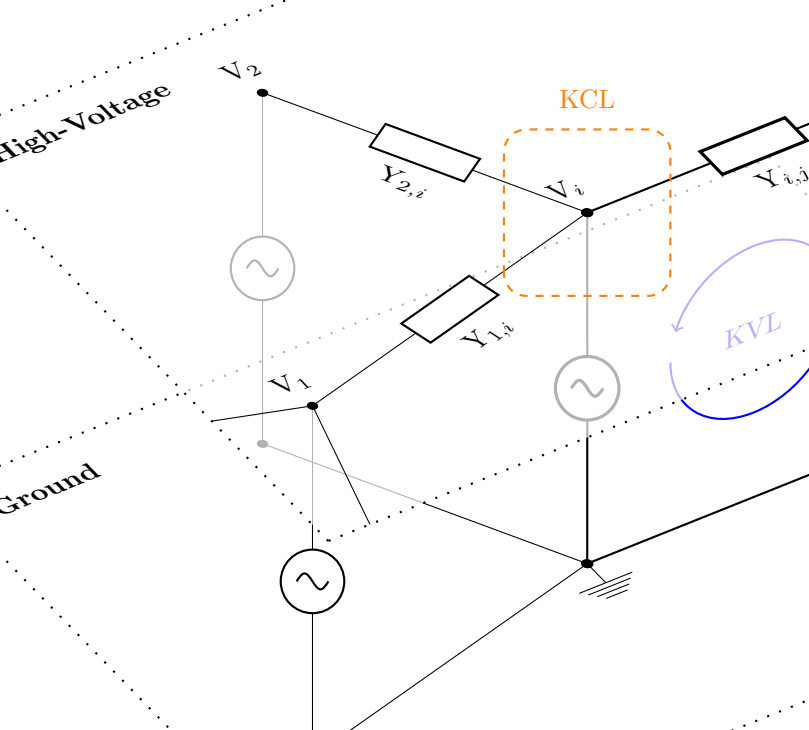 V₂
KCL
High-Voltage
Y₂,ᵢ
Vᵢ
Yᵢ,ⱼ
Y₁,ᵢ
KVL
V₁
Ground